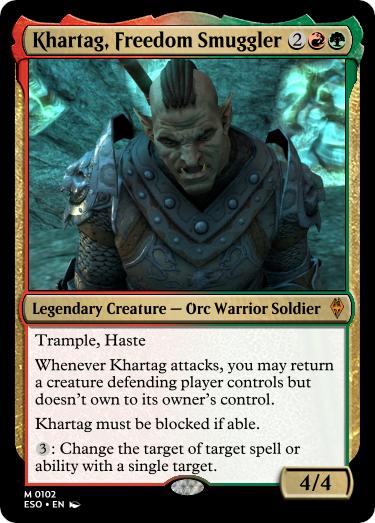 Khartag, Freedom Smuggler 2
Legendary Creature — Orc Warrior Soldier
Trample, Haste
Whenever Khartag attacks, you may return
a creature defending player controls but
doesn't own to its owner's control.
Khartag must be blocked if able.
3: Change the target of target spell or
ability with a single target.
4/4
M 0102
ESO • EN